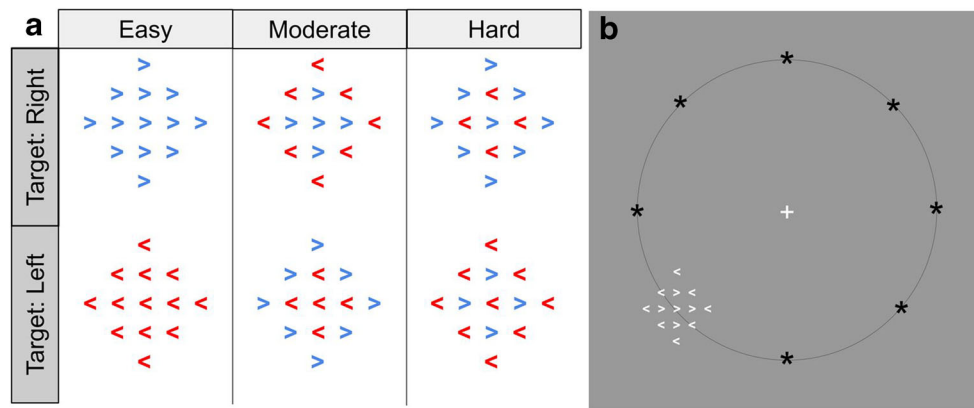 a Easy Moderate Hard
Target: Right
> < >
> > > < > < > < >
> > > > > < > > > < > < > < >
> > > < > < > < >
> < >
Target: Left
< > <
< < < > < > < > <
< < < < < > < < < > < > < > <
< < < > < > < > <
< > <
b
*
* *
* + *
<
< > <
< > > > < *
< > <
<
*